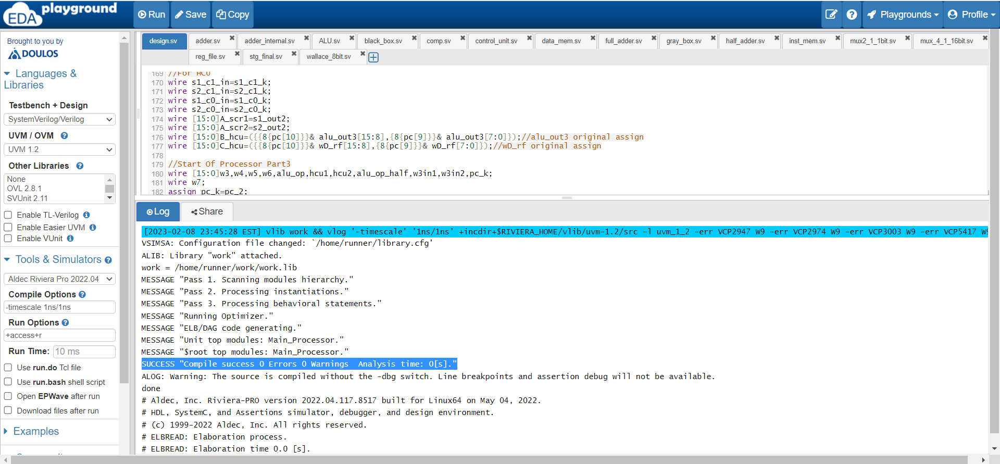 EDA playground
Run
Save
Copy
Playgrounds
Profile
Brought to you by
DOULOS
Languages &
Libraries
Testbench + Design
SystemVerilog/Verilog
UVM / OVM
UVM 1.2
Other Libraries
None
OVL 2.8.1
SVUnit 2.11
Enable TL-Verilog
Enable Easier UVM
Enable VUnit
Tools & Simulators
Aldec Riviera Pro 2022.04
Compile Options
-timescale 1ns/1ns
Run Options
+access+r
Run Time: 10 ms
Use run.do Tcl file
Use run.bash shell script
Open EPWave after run
Download files after run
Examples
design.sv adder.sv adder_internal.sv ALU.sv black_box.sv comp.sv control_unit.sv data_mem.sv full_adder.sv gray_box.sv half_adder.sv inst_mem.sv mux2_1_1bit.sv mux_4_1_16bit.sv
reg_file.sv stg_final.sv wallace_8bit.sv
169 //For HCU
170 wire s1_c1_in=s1_c1_k;
171 wire s2_c1_in=s2_c1_k;
172 wire s1_c0_in=s1_c0_k;
173 wire s2_c0_in=s2_c0_k;
174 wire [15:0]A_scr1=s1_out2;
175 wire [15:0]A_scr2=s2_out2;
176 wire [15:0]B_hcu=({{8{pc[10]}}& alu_out3[15:8],{8{pc[9]}}& alu_out3[7:0]});//alu_out3 original assign
177 wire [15:0]C_hcu=({{8{pc[10]}}& wD_rf[15:8],{8{pc[9]}}& wD_rf[7:0]});//wD_rf original assign
178
179 //Start Of Processor Part3
180 wire [15:0]w3,w4,w5,w6,alu_op,hcu1,hcu2,alu_op_half,w3in1,w3in2,pc_k;
181 wire w7;
182 assign pc_k=pc_2;
Log
Share
[2023-02-08 23:45:28 EST] vlib work && vlog '-timescale' '1ns/1ns' +incdir+$RIVIERA_HOME/vlib/uvm-1.2/src -l uvm_1_2 -err VCP2947 W9 -err VCP2974 W9 -err VCP3003 W9 -err VCP5417 W9
VSIMSA: Configuration file changed: `/home/runner/library.cfg'
ALIB: Library "work" attached.
work = /home/runner/work/work.lib
MESSAGE "Pass 1. Scanning modules hierarchy."
MESSAGE "Pass 2. Processing instantiations."
MESSAGE "Pass 3. Processing behavioral statements."
MESSAGE "Running Optimizer."
MESSAGE "ELB/DAG code generating."
MESSAGE "Unit top modules: Main_Processor."
MESSAGE "$root top modules: Main_Processor."
SUCCESS "Compile success 0 Errors 0 Warnings  Analysis time: 0[s]."
ALOG: Warning: The source is compiled without the -dbg switch. Line breakpoints and assertion debug will not be available.
done
# Aldec, Inc. Riviera-PRO version 2022.04.117.8517 built for Linux64 on May 04, 2022.
# HDL, SystemC, and Assertions simulator, debugger, and design environment.
# (c) 1999-2022 Aldec, Inc. All rights reserved.
# ELBREAD: Elaboration process.
# ELBREAD: Elaboration time 0.0 [s].